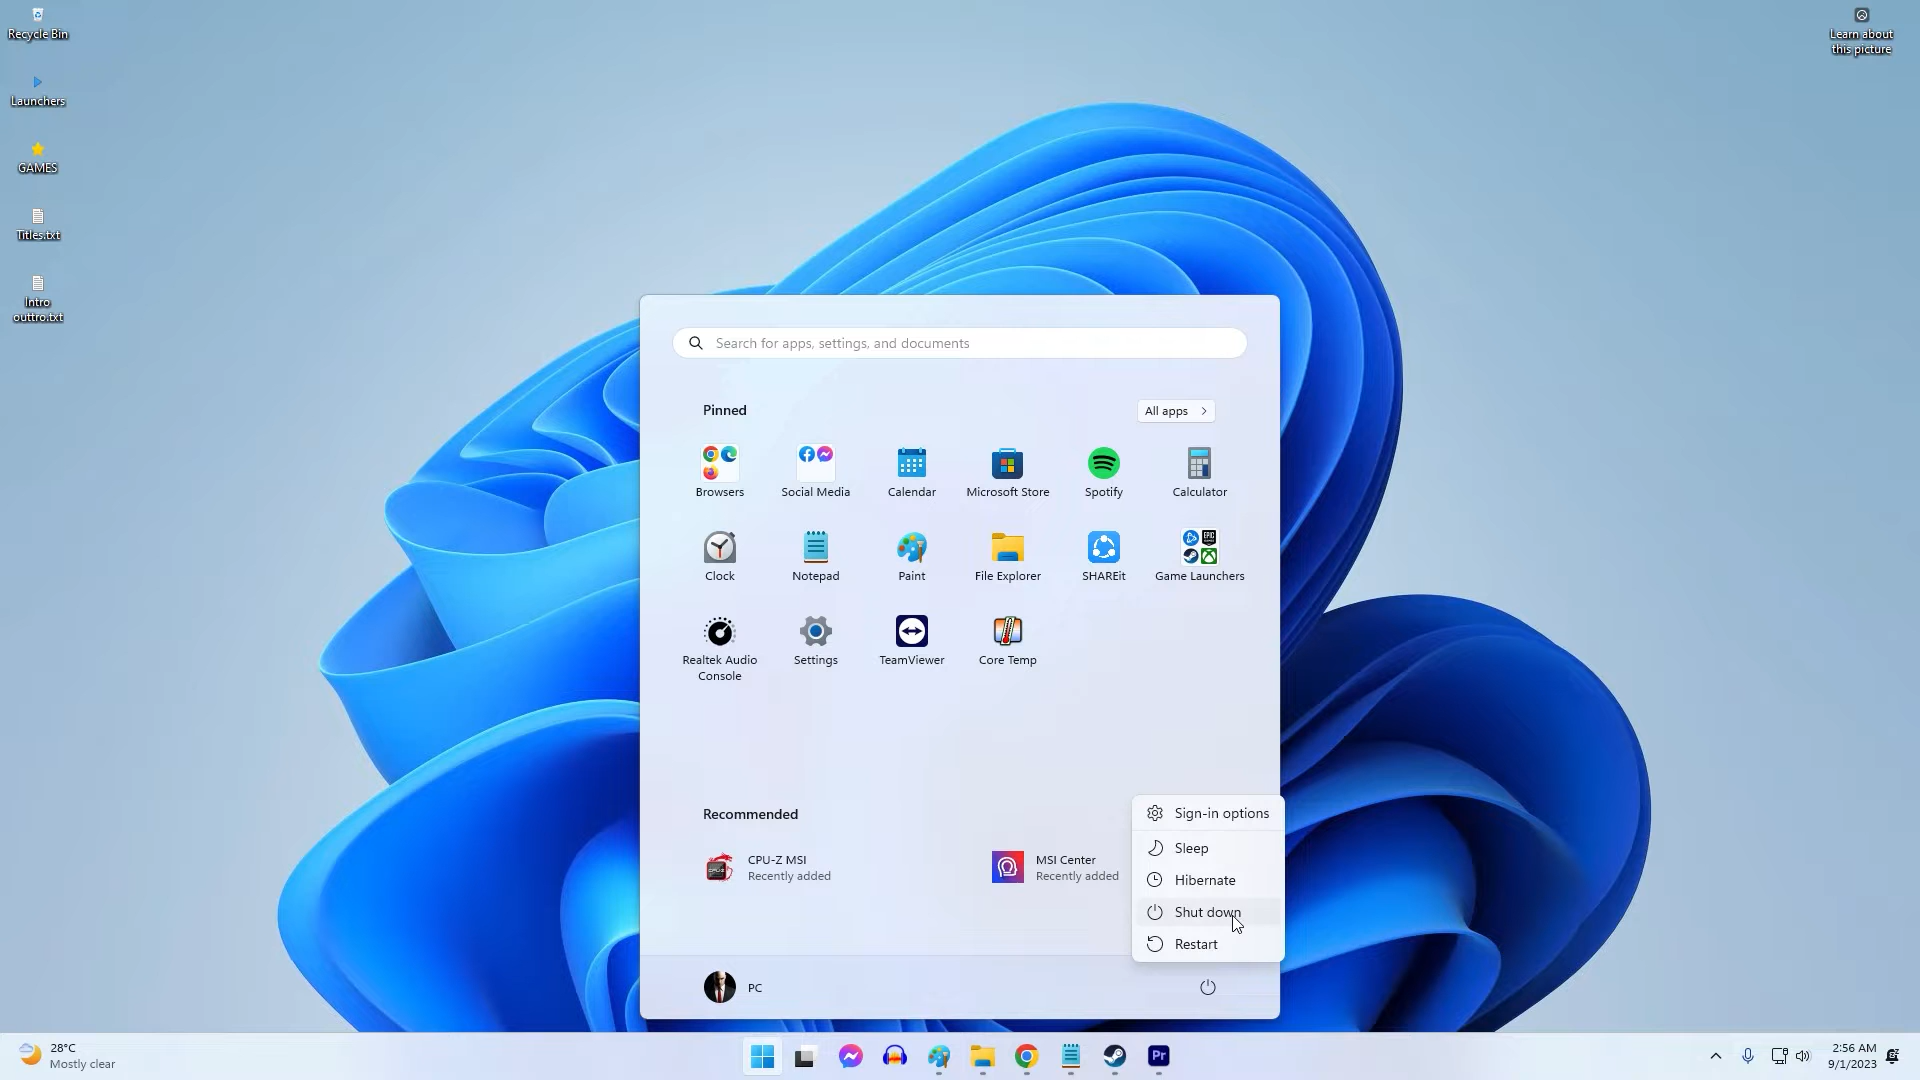 Recycle Bin
Launchers
GAMES
Titles.txt
Intro
outtro.txt
Learn about
this picture
Search for apps, settings, and documents
Pinned
All apps
Browsers
Social Media
Calendar
Microsoft Store
Spotify
Calculator
Clock
Notepad
Paint
File Explorer
SHAREit
Game Launchers
EPIC
Realtek Audio
Console
Settings
TeamViewer
Core Temp
Recommended
CPU-Z MSI
Recently added
MSI Center
Recently added
Sign-in options
Sleep
Hibernate
Shut down
Restart
PC
28°C
Mostly clear
Pr
2:56 AM
9/1/2023